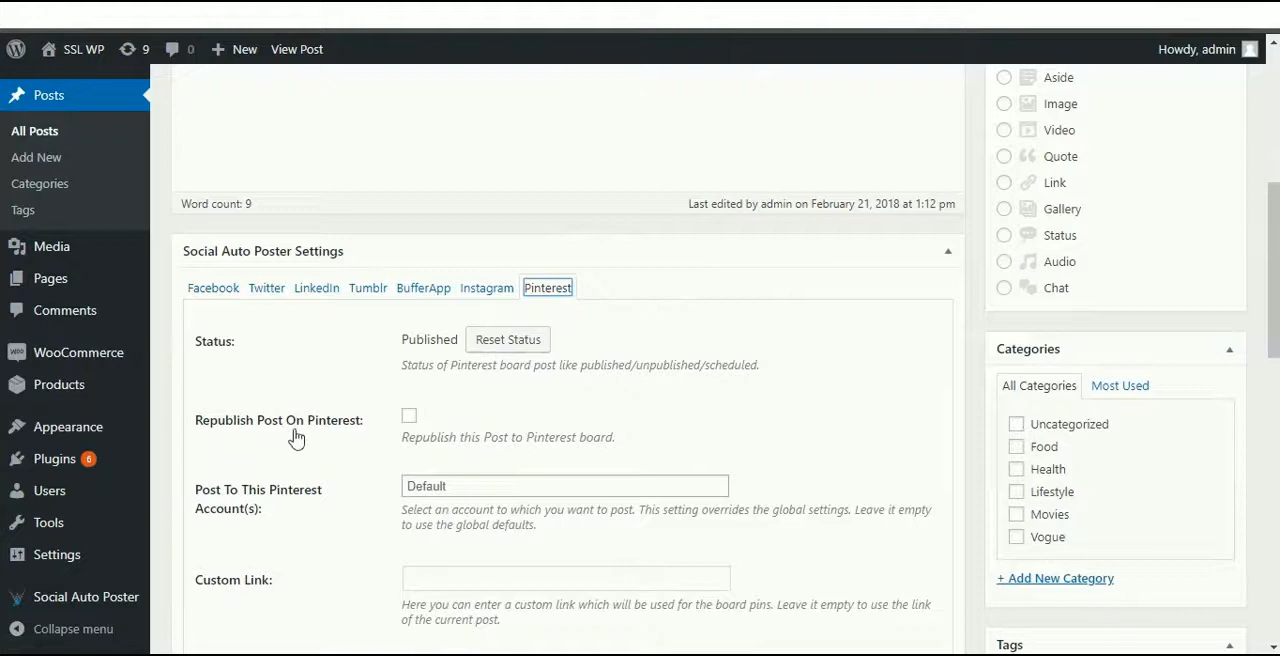 SSL WP
9
0
New
View Post
Howdy, admin
Posts
All Posts
Add New
Categories
Tags
Media
Pages
Comments
WooCommerce
Products
Appearance
Plugins 6
Users
Tools
Settings
Social Auto Poster
Collapse menu
Word count: 9
Last edited by admin on February 21, 2018 at 1:12 pm
Social Auto Poster Settings
Facebook
Twitter
LinkedIn
Tumblr
BufferApp
Instagram
Pinterest
Status:
Published
Reset Status
Status of Pinterest board post like published/unpublished/scheduled.
Republish Post On Pinterest:
Republish this Post to Pinterest board.
Post To This Pinterest
Account(s):
Default
Select an account to which you want to post. This setting overrides the global settings. Leave it empty
to use the global defaults.
Custom Link:
Here you can enter a custom link which will be used for the board pins. Leave it empty to use the link
of the current post.
Aside
Image
Video
Quote
Link
Gallery
Status
Audio
Chat
Categories
All Categories
Most Used
Uncategorized
Food
Health
Lifestyle
Movies
Vogue
+ Add New Category
Tags